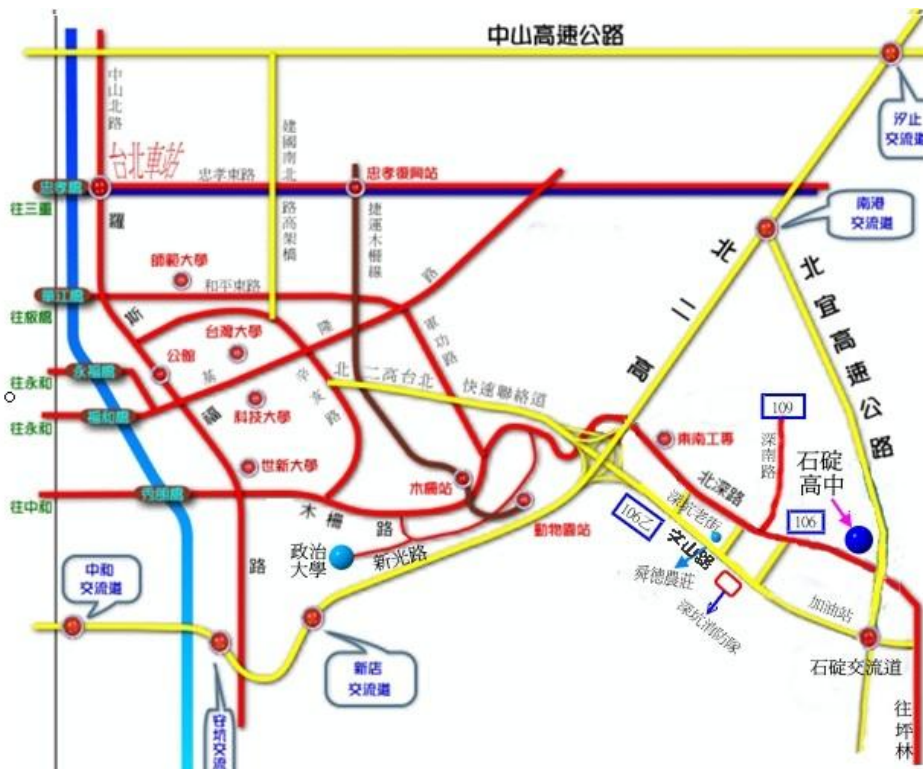 中山高速公路
汐止
交流道
中山北路
建國南北路高架橋
台北車站
忠孝東路
忠孝復興站
忠孝橋
往三重
南港
交流道
捷運木柵線
師範大學
和平東路
華江橋
往板橋
羅斯福路
基隆路
軍功路
北二高
北宜高速公路
台灣大學
公館
永福橋
往永和
辛亥路
北二高台北
快速聯絡道
科技大學
福和橋
往永和
109
深南路
東南工專
石碇
高中
世新大學
北深路
木柵站
秀朗橋
往中和
木柵路
動物園站
106乙
深坑老街
106
文山路
政治
大學
新光路
舜德農莊
中和
交流道
深坑消防隊
加油站
新店
交流道
石碇交流道
安坑交流
往坪林